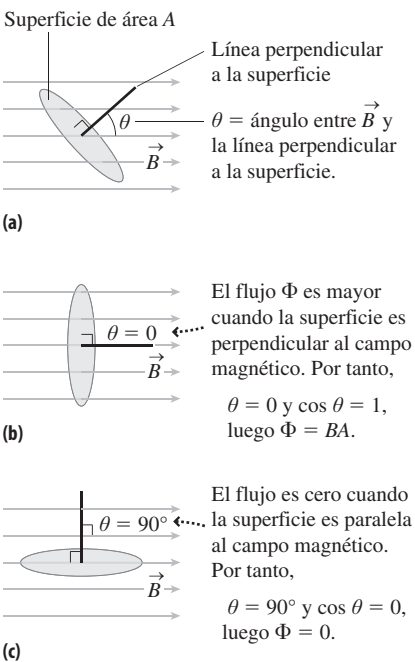 Superficie de área A
Línea perpendicular
a la superficie
θ
θ = ángulo entre B⃗ y
la línea perpendicular
a la superficie.
B⃗
(a)
El flujo Φ es mayor
cuando la superficie es
perpendicular al campo
magnético. Por tanto,
θ = 0 y cos θ = 1,
luego Φ = BA.
θ = 0
B⃗
(b)
El flujo es cero cuando
la superficie es paralela
al campo magnético.
Por tanto,
θ = 90° y cos θ = 0,
luego Φ = 0.
θ = 90°
B⃗
(c)